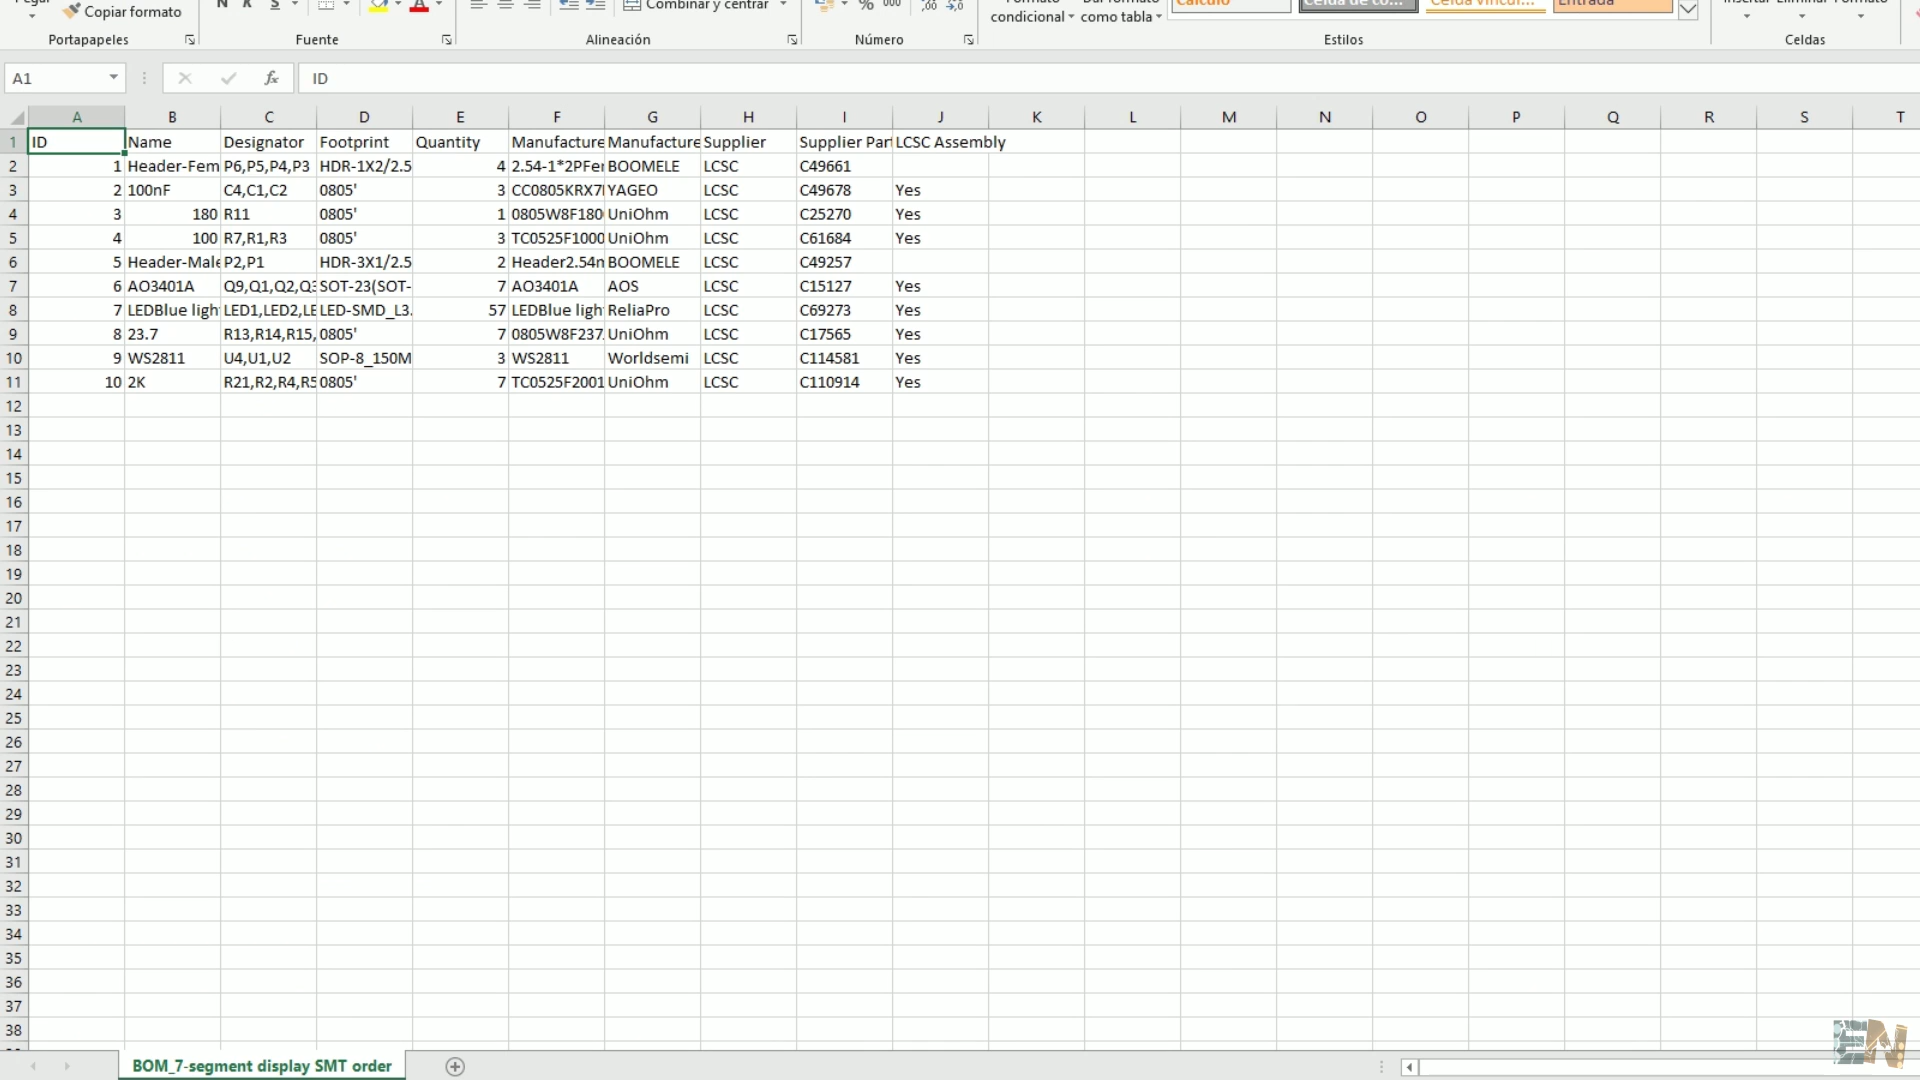 Copiar formato
Combinar y centrar
% 000
condicional como tabla
Portapapeles Fuente Alineación Número Estilos Celdas
A1 fx ID
A B C D E F G H I J K L M N O P Q R S T
1 ID Name Designator Footprint Quantity Manufacture Manufacture Supplier Supplier Part LCSC Assembly
2 1 Header-Fem P6,P5,P4,P3 HDR-1X2/2.5 4 2.54-1*2PFer BOOMELE LCSC C49661
3 2 100nF C4,C1,C2 0805' 3 CC0805KRX7 YAGEO LCSC C49678 Yes
4 3 180 R11 0805' 1 0805W8F180 UniOhm LCSC C25270 Yes
5 4 100 R7,R1,R3 0805' 3 TC0525F1000 UniOhm LCSC C61684 Yes
6 5 Header-Male P2,P1 HDR-3X1/2.5 2 Header2.54m BOOMELE LCSC C49257
7 6 AO3401A Q9,Q1,Q2,Q3 SOT-23(SOT- 7 AO3401A AOS LCSC C15127 Yes
8 7 LEDBlue ligh LED1,LED2,LE LED-SMD_L3. 57 LEDBlue ligh ReliaPro LCSC C69273 Yes
9 8 23.7 R13,R14,R15, 0805' 7 0805W8F237 UniOhm LCSC C17565 Yes
10 9 WS2811 U4,U1,U2 SOP-8_150M 3 WS2811 Worldsemi LCSC C114581 Yes
11 10 2K R21,R2,R4,R5 0805' 7 TC0525F2001 UniOhm LCSC C110914 Yes
12
13
14
15
16
17
18
19
20
21
22
23
24
25
26
27
28
29
30
31
32
33
34
35
36
37
38
BOM_7-segment display SMT order
EN